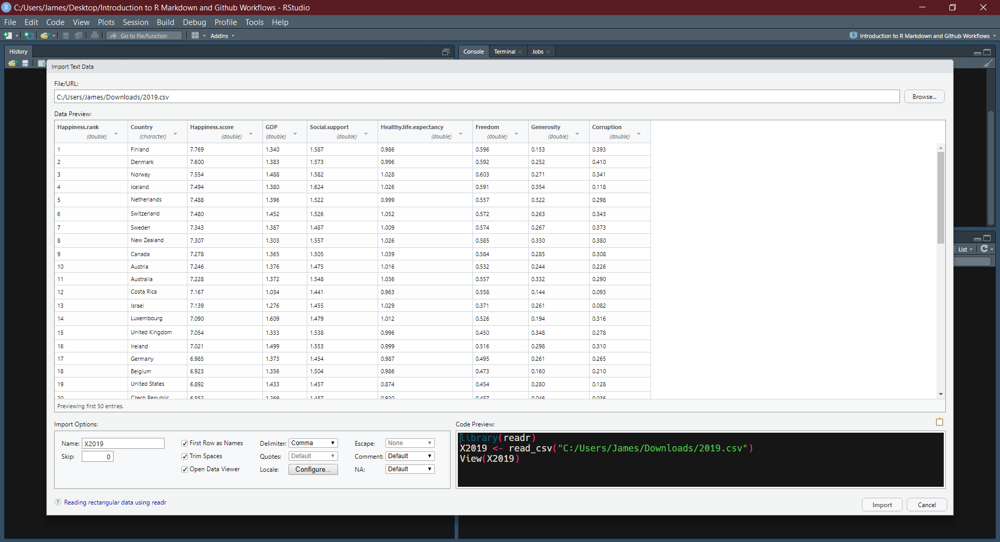 C:/Users/James/Desktop/Introduction to R Markdown and Github Workflows - RStudio
File Edit Code View Plots Session Build Debug Profile Tools Help
Go to file/function Addins Introduction to R Markdown and Github Workflows
History Console Terminal Jobs
Import Text Data
File/URL:
C:/Users/James/Downloads/2019.csv Browse...
Data Preview:
Happiness.rank Country Happiness.score GDP Social.support Healthy.life.expectancy Freedom Generosity Corruption
(double) (character) (double) (double) (double) (double) (double) (double) (double)
1 Finland 7.769 1.340 1.587 0.986 0.596 0.153 0.393
2 Denmark 7.600 1.383 1.573 0.996 0.592 0.252 0.410
3 Norway 7.554 1.488 1.582 1.028 0.603 0.271 0.341
4 Iceland 7.494 1.380 1.624 1.026 0.591 0.354 0.118
5 Netherlands 7.488 1.396 1.522 0.999 0.557 0.322 0.298
6 Switzerland 7.480 1.452 1.526 1.052 0.572 0.263 0.343
7 Sweden 7.343 1.387 1.487 1.009 0.574 0.267 0.373
8 New Zealand 7.307 1.303 1.557 1.026 0.585 0.330 0.380
List
9 Canada 7.278 1.365 1.505 1.039 0.584 0.285 0.308
10 Austria 7.246 1.376 1.475 1.016 0.532 0.244 0.226
11 Australia 7.228 1.372 1.548 1.036 0.557 0.332 0.290
12 Costa Rica 7.167 1.034 1.441 0.963 0.558 0.144 0.093
13 Israel 7.139 1.276 1.455 1.029 0.371 0.261 0.082
14 Luxembourg 7.090 1.609 1.479 1.012 0.526 0.194 0.316
15 United Kingdom 7.054 1.333 1.538 0.996 0.450 0.348 0.278
16 Ireland 7.021 1.499 1.553 0.999 0.516 0.298 0.310
17 Germany 6.985 1.373 1.454 0.987 0.495 0.261 0.265
18 Belgium 6.923 1.356 1.504 0.986 0.473 0.160 0.210
19 United States 6.892 1.433 1.457 0.874 0.454 0.280 0.128
20 Czech Republic 6.852 1.269 1.487 0.920 0.457 0.046 0.036
Previewing first 50 entries.
Import Options: Code Preview:
Name: X2019 First Row as Names Delimiter: Comma Escape: None
Skip: 0 Trim Spaces Quotes: Default Comment: Default
Open Data Viewer Locale: Configure... NA: Default
library(readr)
X2019 <- read_csv("C:/Users/James/Downloads/2019.csv")
View(X2019)
Reading rectangular data using readr
Import Cancel